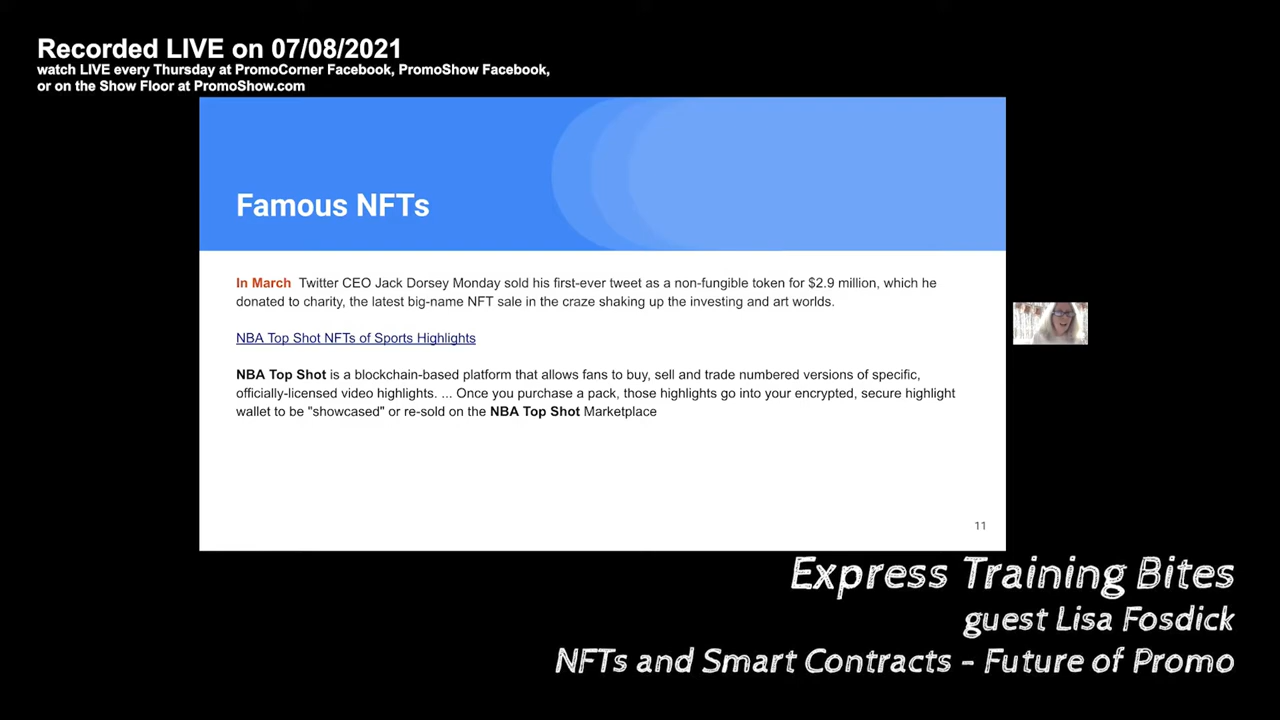 Recorded LIVE on 07/08/2021
watch LIVE every Thursday at PromoCorner Facebook, PromoShow Facebook,
or on the Show Floor at PromoShow.com
Famous NFTs
In March Twitter CEO Jack Dorsey Monday sold his first-ever tweet as a non-fungible token for $2.9 million, which he
donated to charity, the latest big-name NFT sale in the craze shaking up the investing and art worlds.
NBA Top Shot NFTs of Sports Highlights
NBA Top Shot is a blockchain-based platform that allows fans to buy, sell and trade numbered versions of specific,
officially-licensed video highlights. ... Once you purchase a pack, those highlights go into your encrypted, secure highlight
wallet to be "showcased" or re-sold on the NBA Top Shot Marketplace
11
Express Training Bites
guest Lisa Fosdick
NFTs and Smart Contracts - Future of Promo